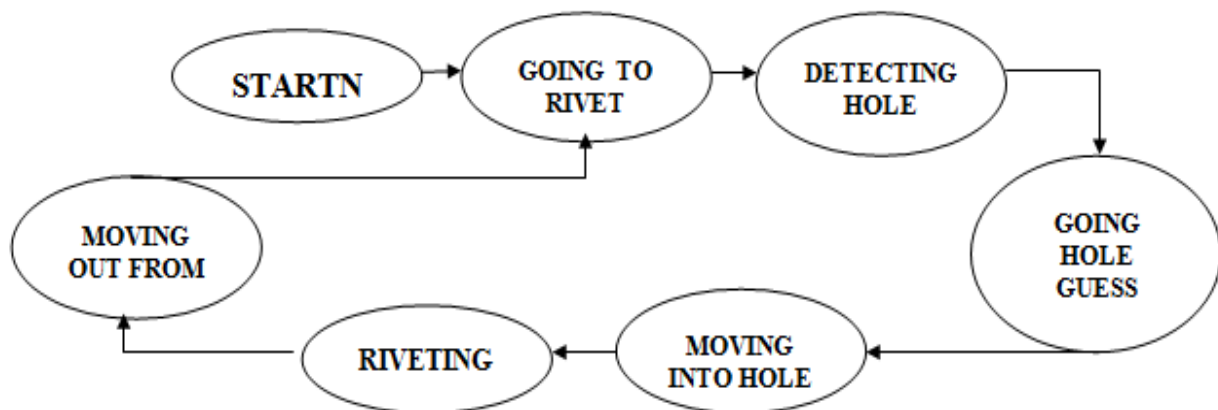 STARTN
GOING TO
RIVET
DETECTING
HOLE
GOING
HOLE
GUESS
MOVING
INTO HOLE
RIVETING
MOVING
OUT FROM